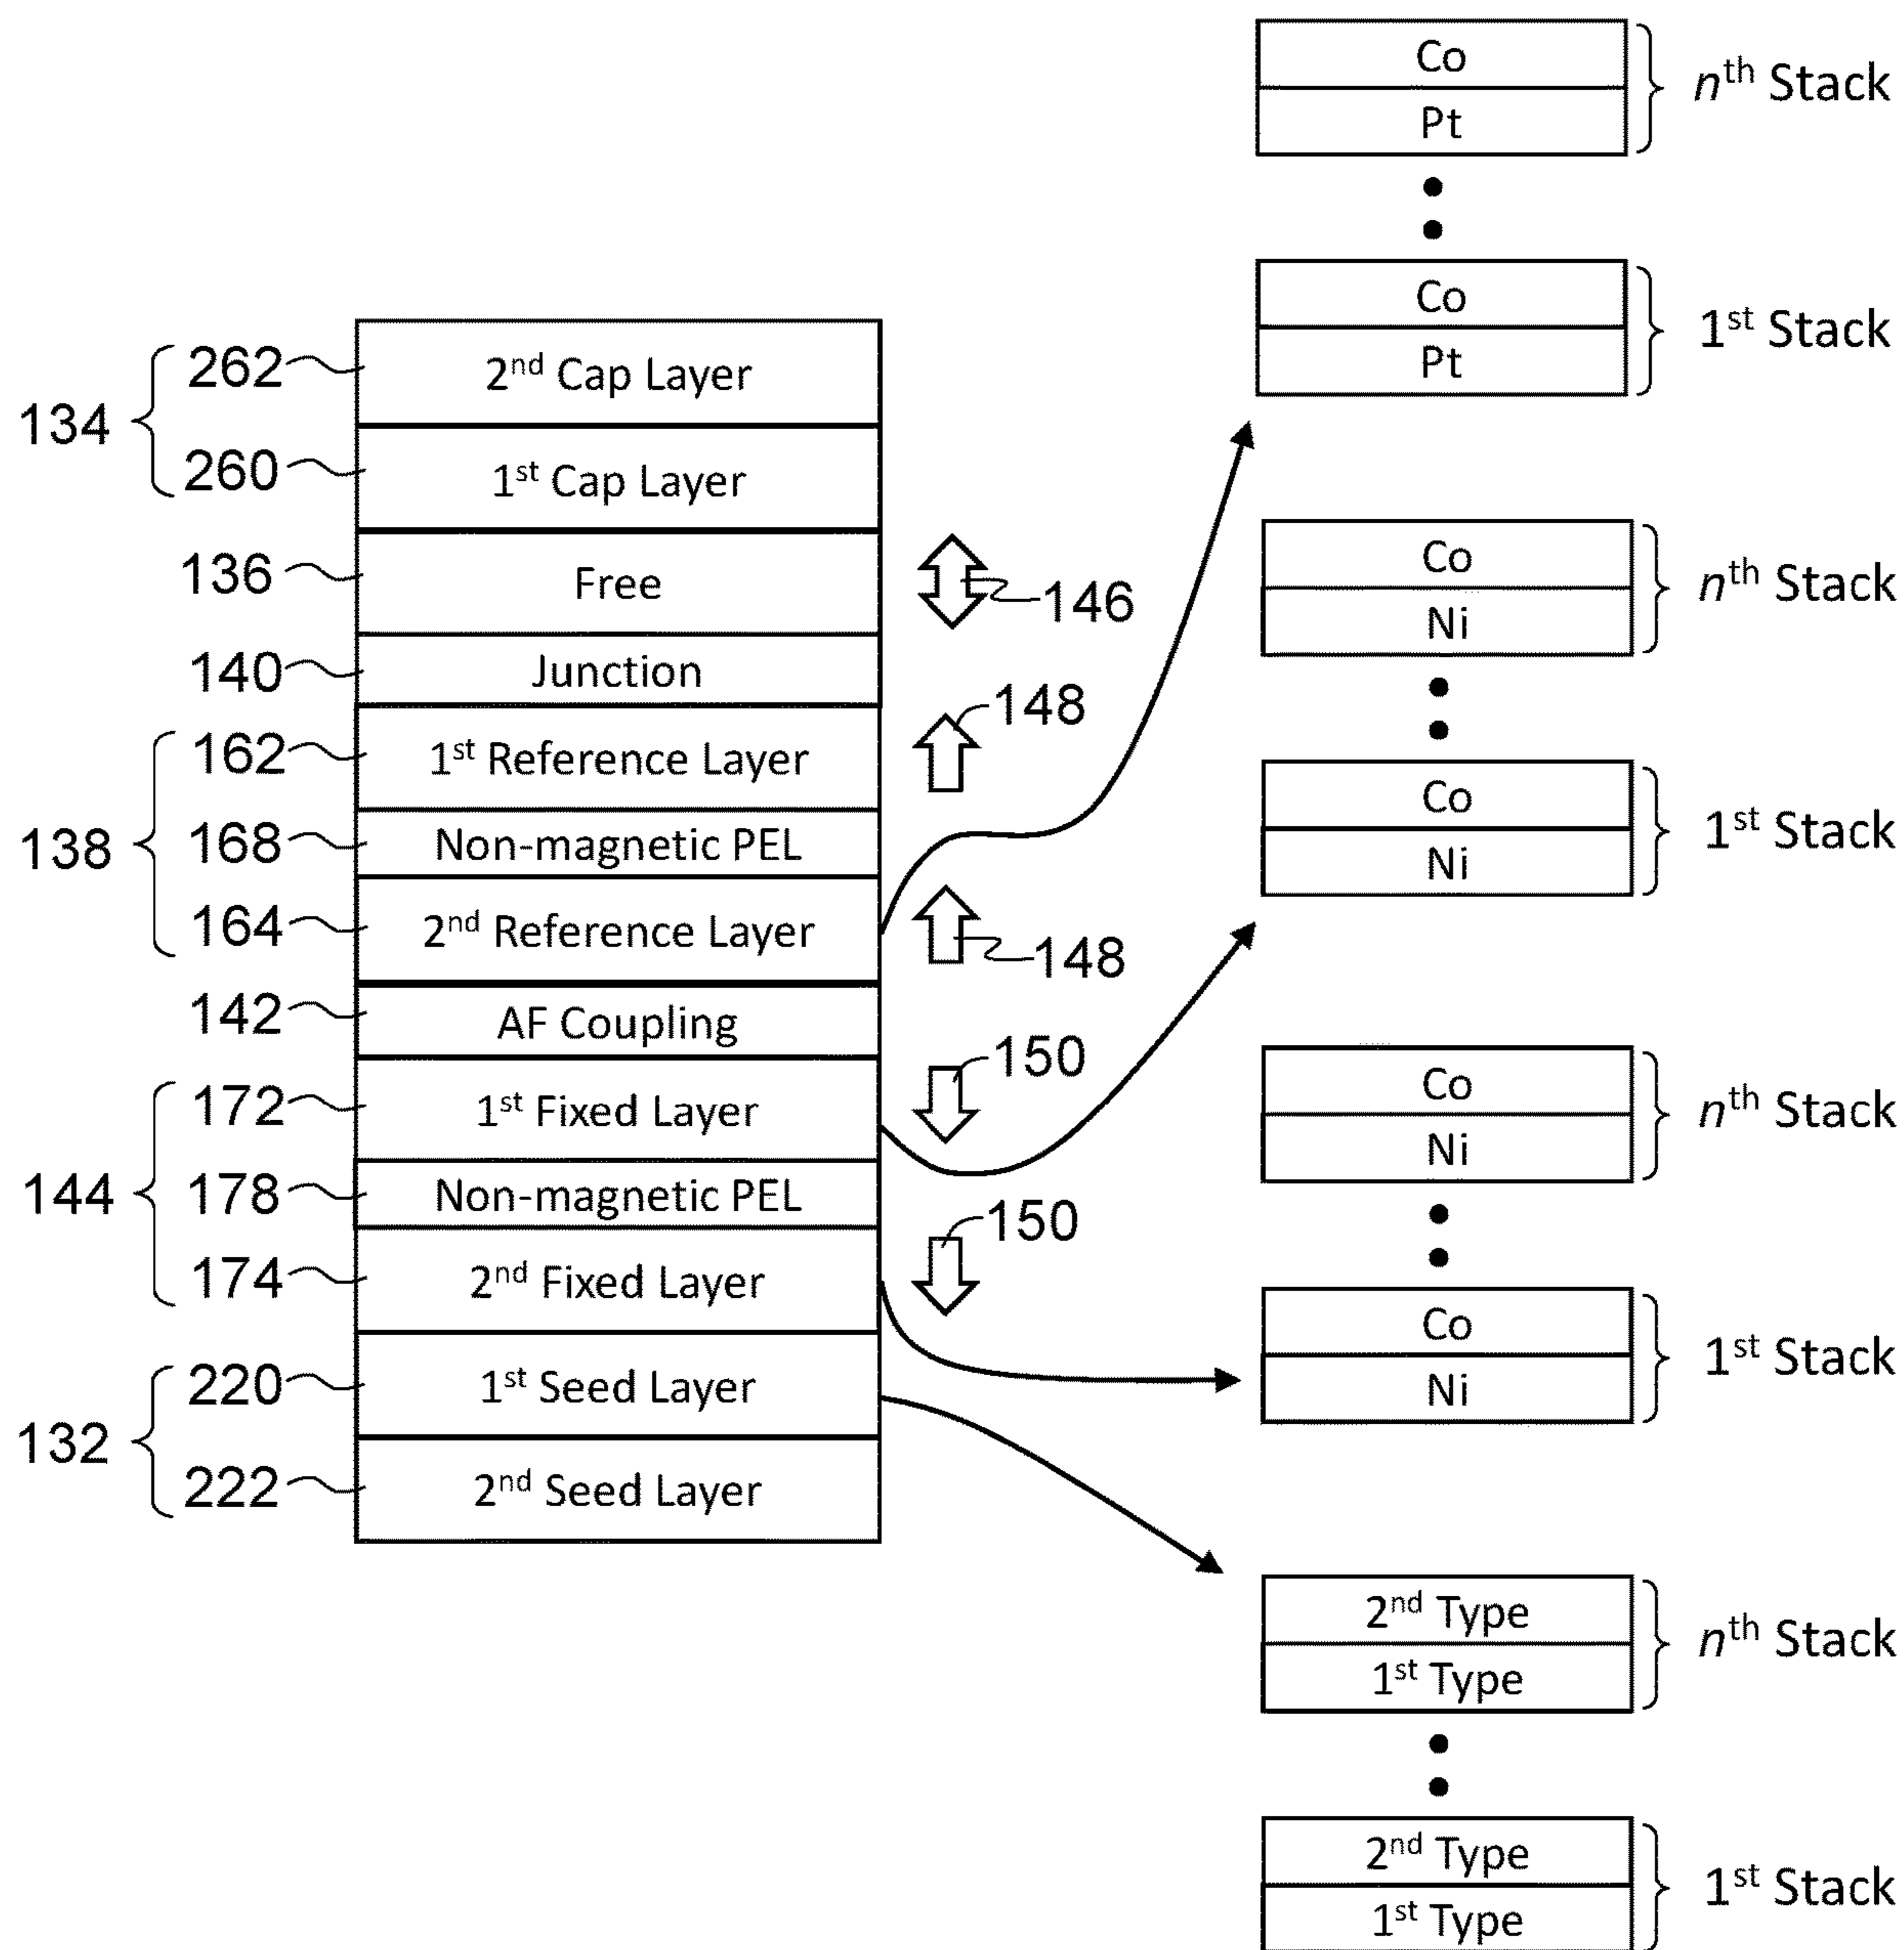 262
134
260
136
140
162
138
168
164
142
172
144
178
174
220
132
222
2nd Cap Layer
1st Cap Layer
Free
Junction
1st Reference Layer
Non-magnetic PEL
2nd Reference Layer
AF Coupling
1st Fixed Layer
Non-magnetic PEL
2nd Fixed Layer
1st Seed Layer
2nd Seed Layer
146
148
148
150
150
Co
Pt
nth Stack
Co
Pt
1st Stack
Co
Ni
nth Stack
Co
Ni
1st Stack
Co
Ni
nth Stack
Co
Ni
1st Stack
2nd Type
1st Type
nth Stack
2nd Type
1st Type
1st Stack